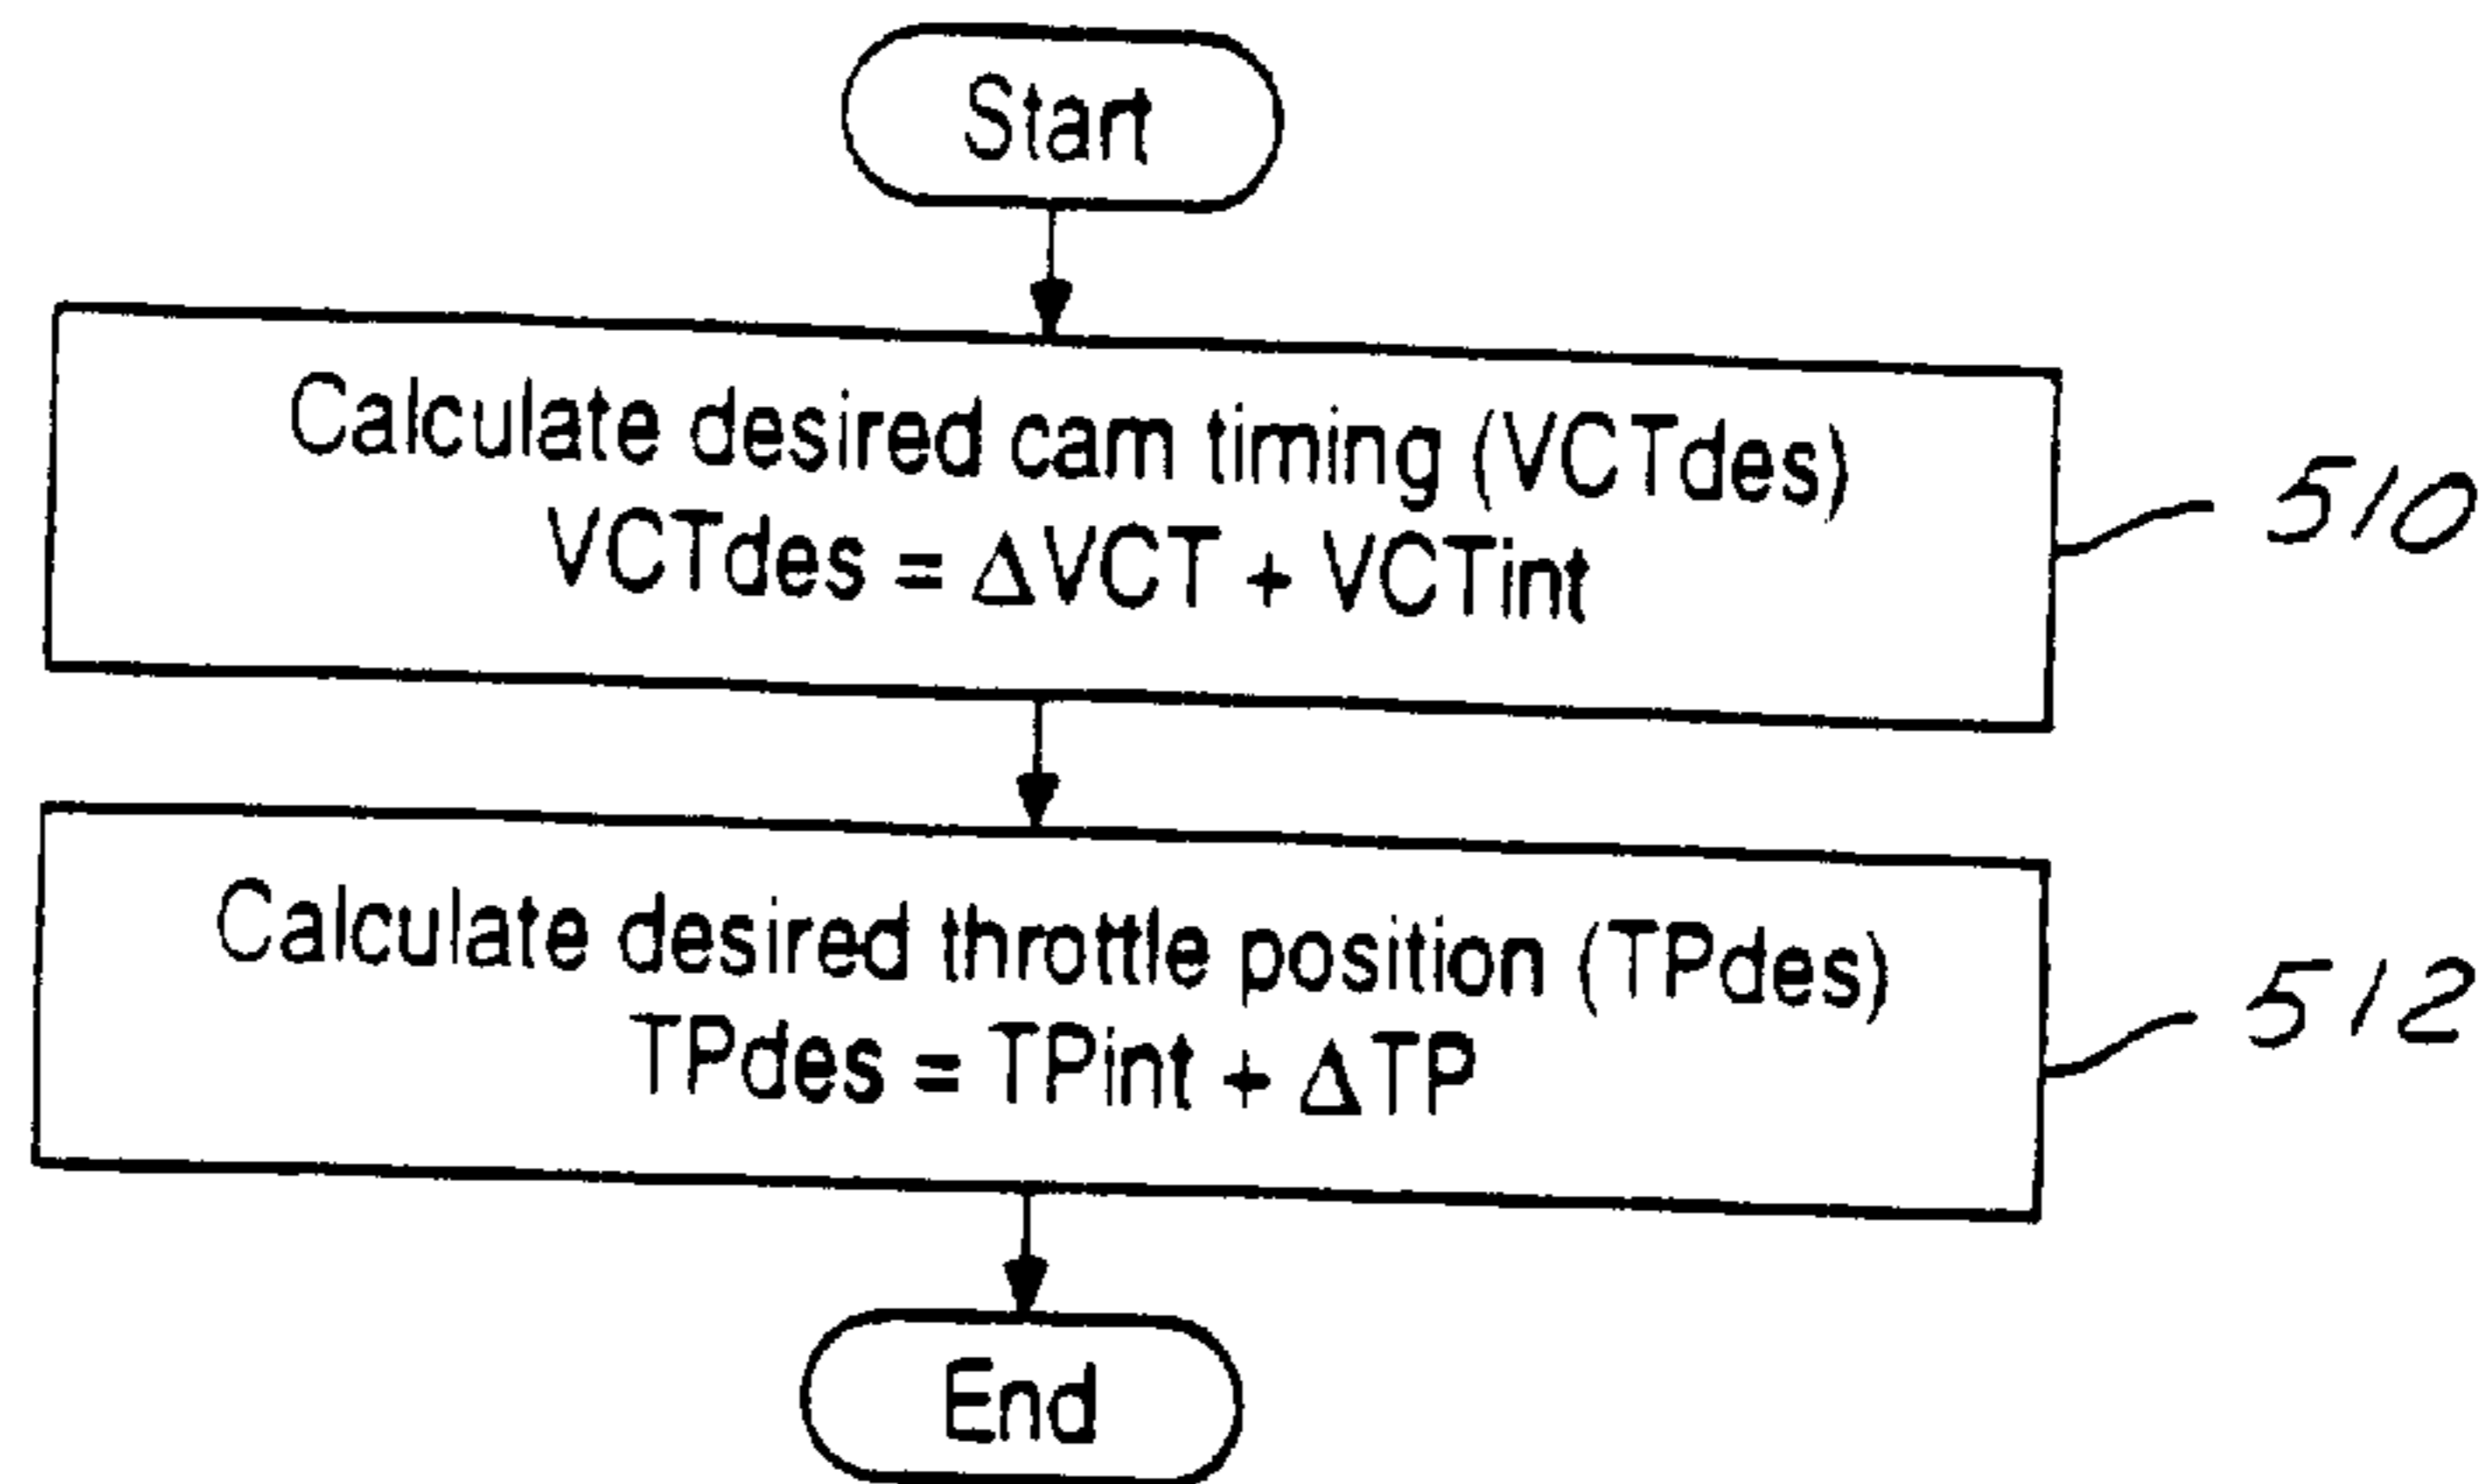 Start
Calculate desired cam timing (VCTdes)
VCTdes = ΔVCT + VCTint
510
Calculate desired throttle position (TPdes)
TPdes = TPint + ΔTP
512
End